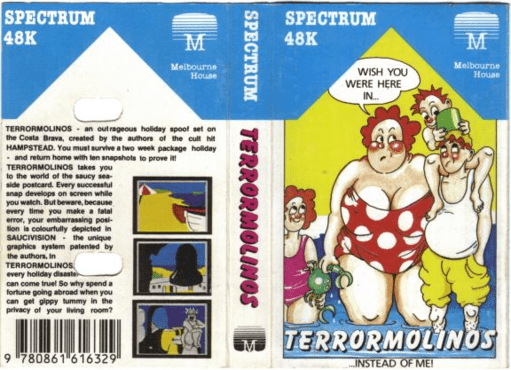 SPECTRUM
48K
M
Melbourne
House
TERRORMOLINOS - an outrageous holiday spoof set on
the Costa Brava, created by the authors of the cult hit
HAMPSTEAD. You must survive a two week package holiday
- and return home with ten snapshots to prove it!
TERRORMOLINOS takes you
to the world of the saucy sea-
side postcard. Every successful
snap develops on screen while
you watch. But beware, because
every time you make a fatal
error, your embarrassing posi-
tion is colourfully depicted in
SAUCIVISION - the unique
graphics system patented by
the authors. In
TERRORMOLINOS,
every holiday disaster
can come true! So why spend a
fortune going abroad when you
can get gippy tummy in the
privacy of your living room?
9 780861 616329
SPECTRUM
TERRORMOLINOS
SPECTRUM
48K
M
Melbourne
House
WISH YOU
WERE HERE
IN...
TERRORMOLINOS
...INSTEAD OF ME!